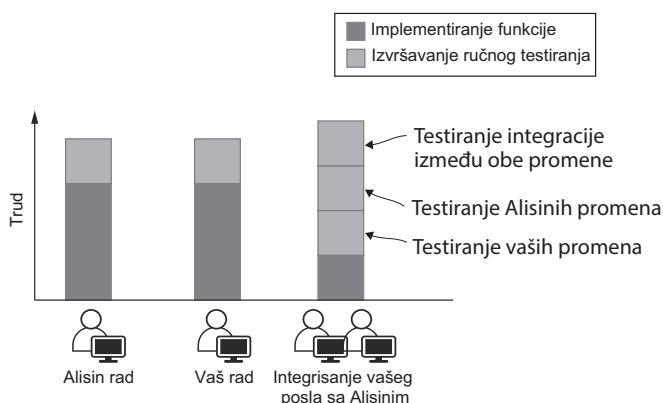 Implementiranje funkcije
Izvršavanje ručnog testiranja
Trud
Testiranje integracije
između obe promene
Testiranje Alisinih promena
Testiranje vaših promena
Alisin rad
Vaš rad
Integrisanje vašeg
posla sa Alisinim